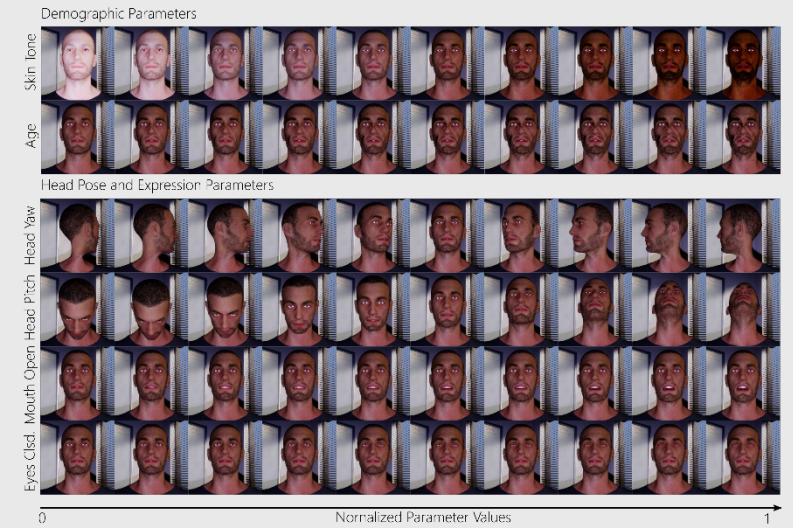 Demographic Parameters
Skin Tone
Age
Head Pose and Expression Parameters
Head Yaw
Head Pitch
Mouth Open
Eyes Clsd.
0 Nornalized Parameter Values 1